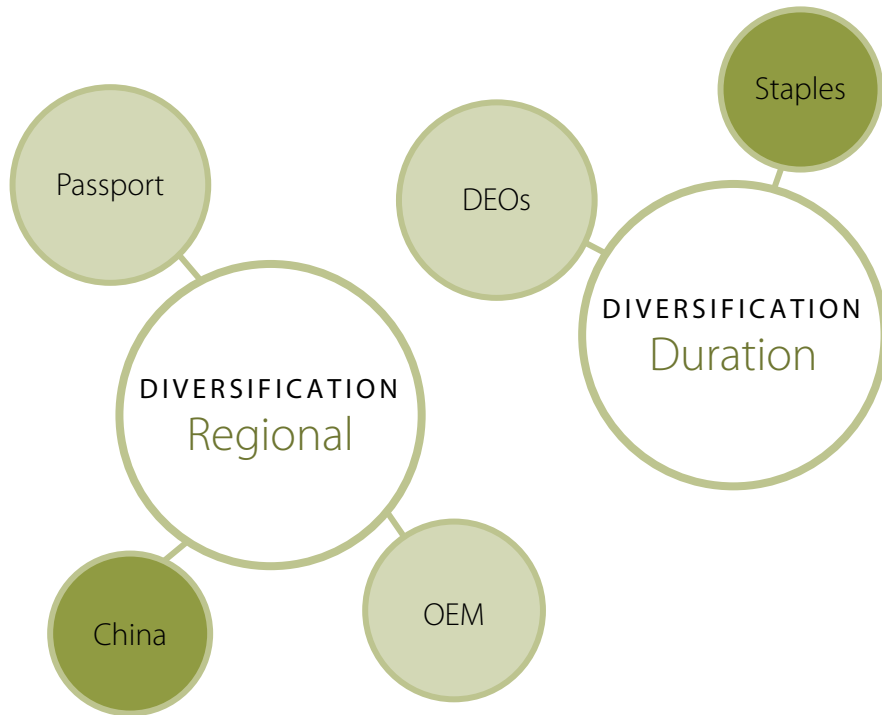 Staples
Passport
DEOs
DIVERSIFICATION
Duration
DIVERSIFICATION
Regional
OEM
China